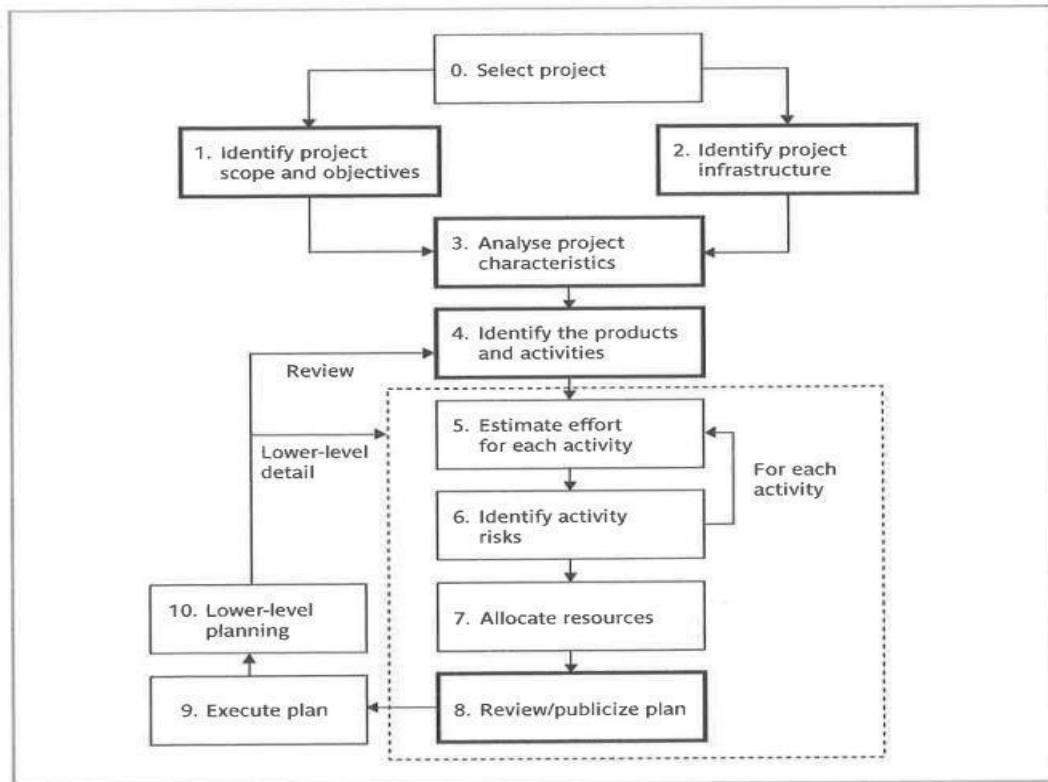 0. Select project
1. Identify project
scope and objectives
2. Identify project
infrastructure
3. Analyse project
characteristics
4. Identify the products
and activities
Review
Lower-level
detail
5. Estimate effort
for each activity
For each
activity
6. Identify activity
risks
7. Allocate resources
10. Lower-level
planning
9. Execute plan
8. Review/publicize plan